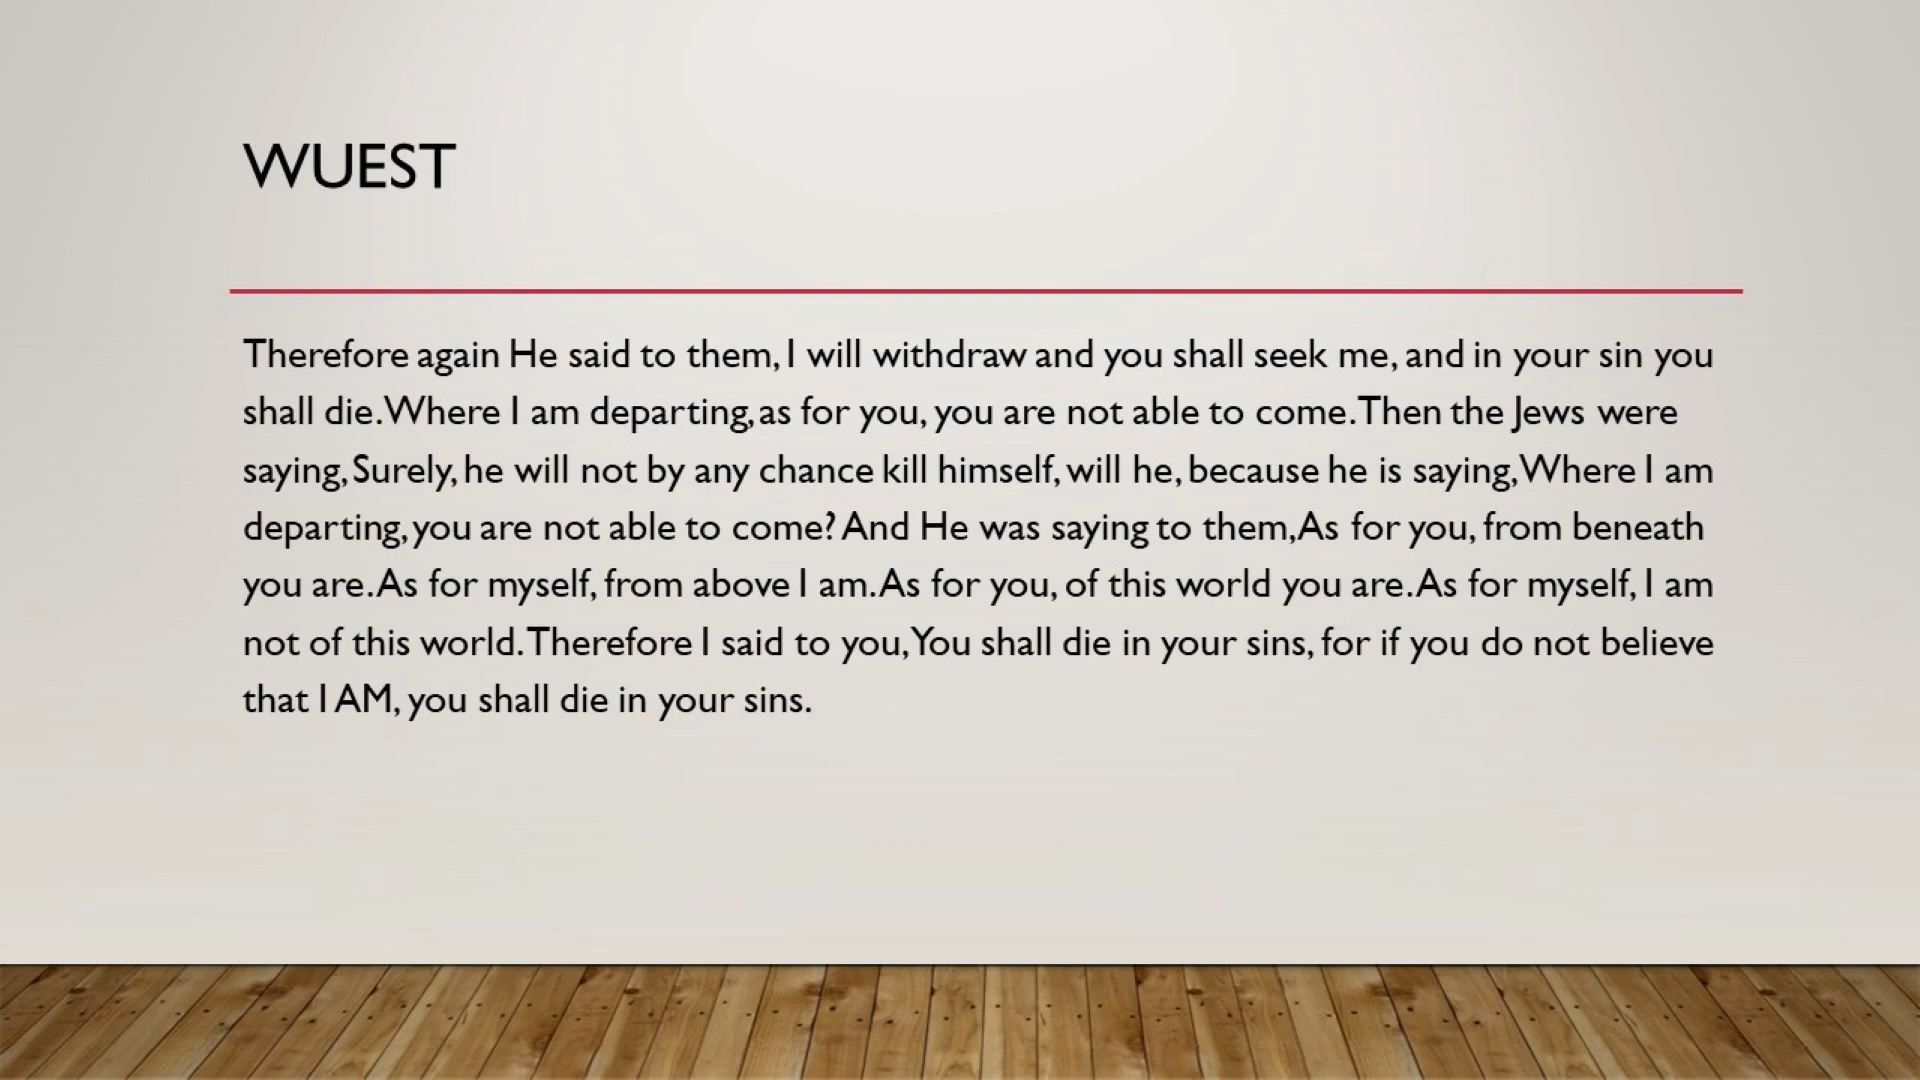 WUEST
Therefore again He said to them, I will withdraw and you shall seek me, and in your sin you
shall die. Where I am departing, as for you, you are not able to come. Then the Jews were
saying, Surely, he will not by any chance kill himself, will he, because he is saying, Where I am
departing, you are not able to come? And He was saying to them, As for you, from beneath
you are. As for myself, from above I am. As for you, of this world you are. As for myself, I am
not of this world. Therefore I said to you, You shall die in your sins, for if you do not believe
that I AM, you shall die in your sins.